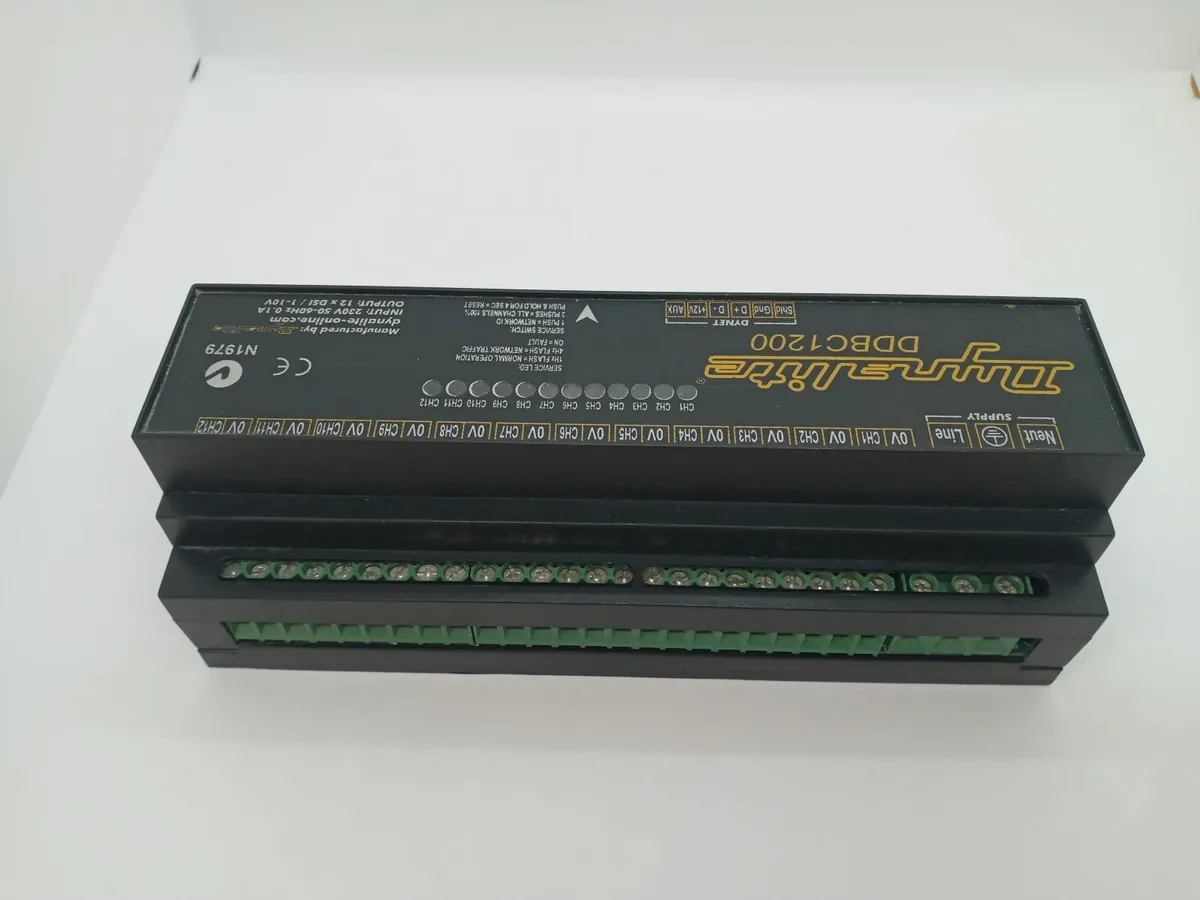 Neut Line 0V CH1 0V CH2 0V CH3 0V CH4 0V CH5 0V CH6 0V CH7 0V CH8 0V CH9 0V CH10 0V CH11 0V CH12
SUPPLY
CH1 CH2 CH3 CH4 CH5 CH6 CH7 CH8 CH9 CH10 CH11 CH12
Dynalite®
DDBC1200
DYNET
Shld Gnd D+ D- +12V AUX
SERVICE LED:
1Hz FLASH = NORMAL OPERATION
4Hz FLASH = NETWORK TRAFFIC
ON = FAULT
SERVICE SWITCH:
1 PUSH = NETWORK ID
3 PUSHES = ALL CHANNELS 100%
PUSH & HOLD FOR 4 SEC = RESET
CE
N1979
Manufactured by: Dynalite
dynalite-online.com
INPUT: 230V 50-60Hz 0.1A
OUTPUT: 12 x DSI / 1-10V